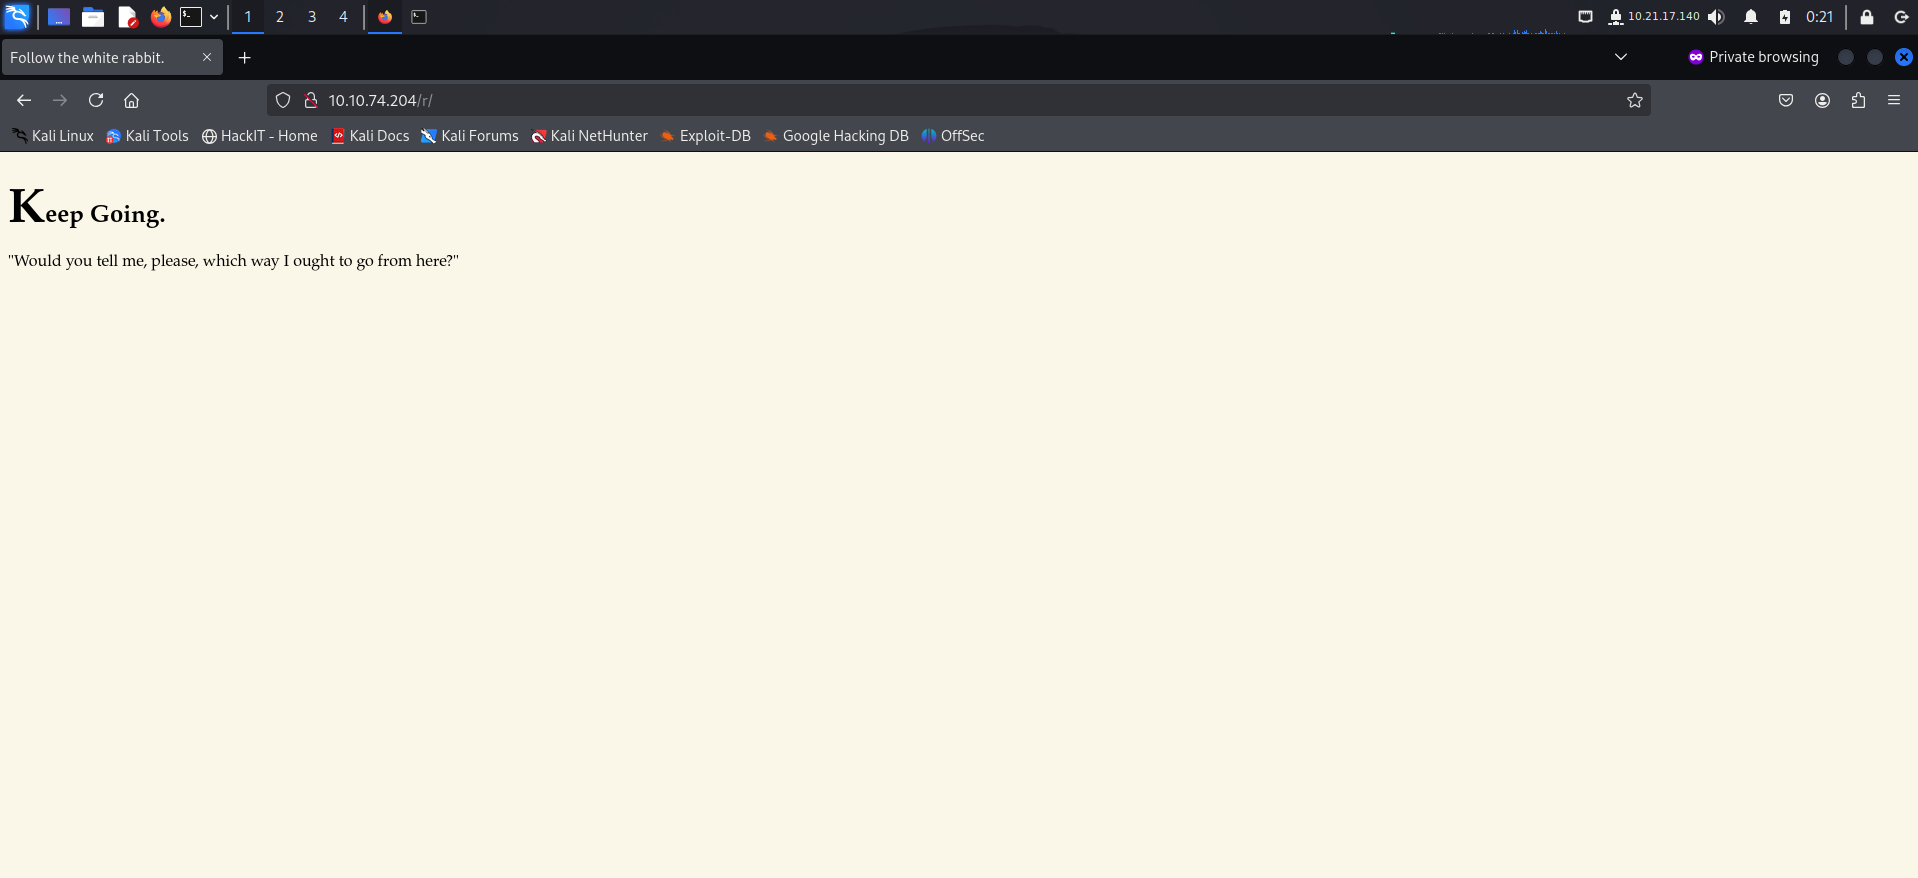 1 2 3 4 10.21.17.140 0:21
Follow the white rabbit. Private browsing
10.10.74.204/r/
Kali Linux Kali Tools HackIT - Home Kali Docs Kali Forums Kali NetHunter Exploit-DB Google Hacking DB OffSec
Keep Going.
"Would you tell me, please, which way I ought to go from here?"